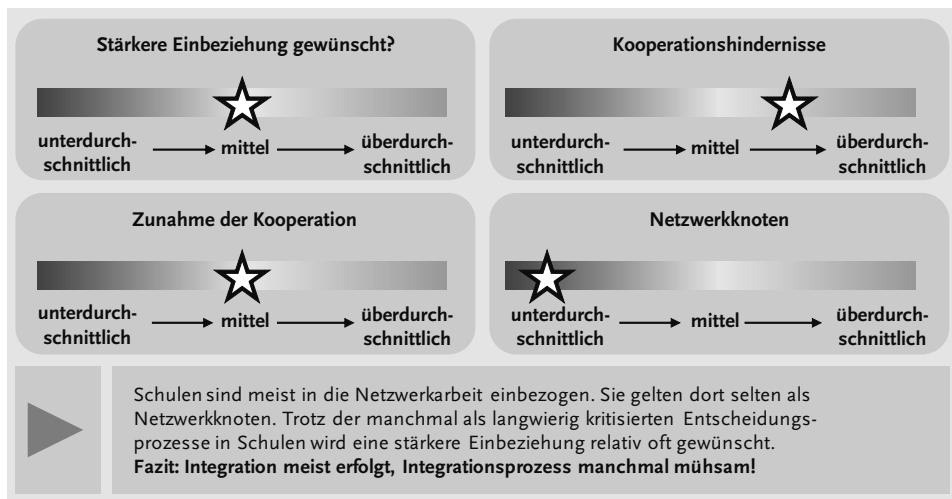 Stärkere Einbeziehung gewünscht?
unterdurch-
schnittlich
mittel
überdurch-
schnittlich
Kooperationshindernisse
unterdurch-
schnittlich
mittel
überdurch-
schnittlich
Zunahme der Kooperation
unterdurch-
schnittlich
mittel
überdurch-
schnittlich
Netzwerkknoten
unterdurch-
schnittlich
mittel
überdurch-
schnittlich
Schulen sind meist in die Netzwerkarbeit einbezogen. Sie gelten dort selten als
Netzwerkknoten. Trotz der manchmal als langwierig kritisierten Entscheidungs-
prozesse in Schulen wird eine stärkere Einbeziehung relativ oft gewünscht.
Fazit: Integration meist erfolgt, Integrationsprozess manchmal mühsam!